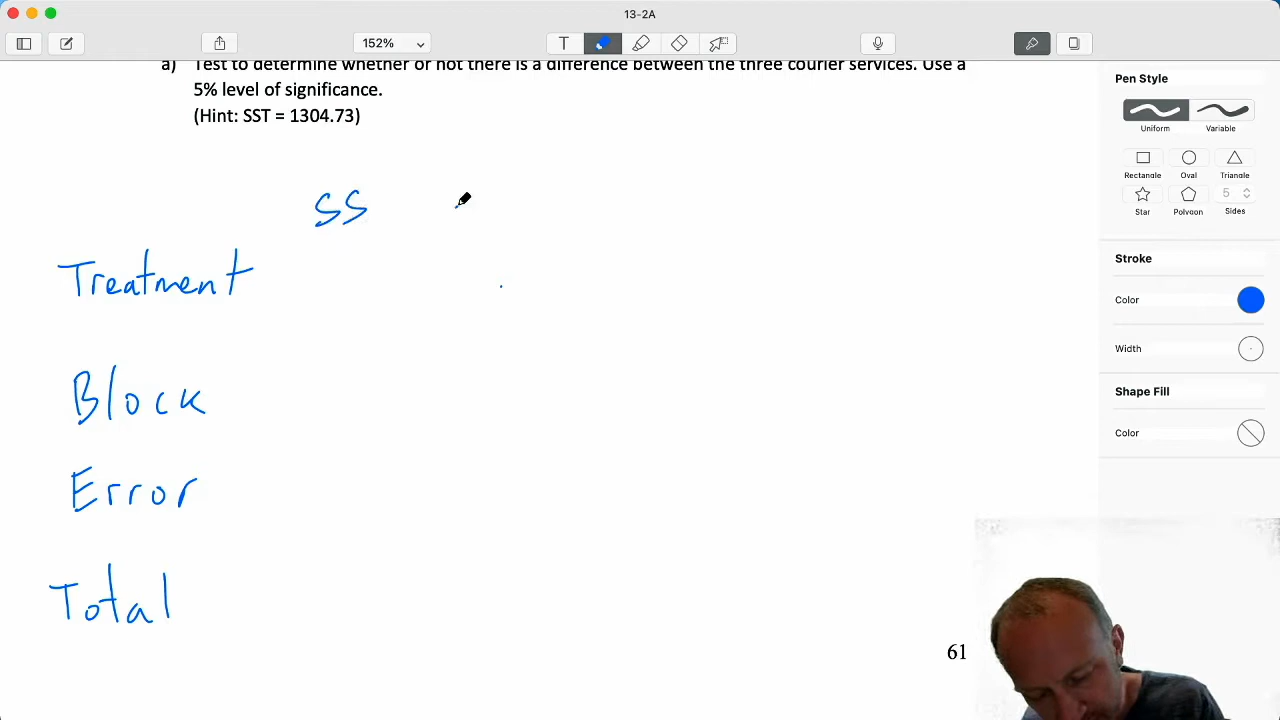 13-2A
152%
T
a) Test to determine whether or not there is a difference between the three courier services. Use a
5% level of significance.
(Hint: SST = 1304.73)
SS
Treatment
Block
Error
Total
61
Pen Style
Uniform Variable
Rectangle Oval Triangle
5
Star Polygon Sides
Stroke
Color
Width
Shape Fill
Color